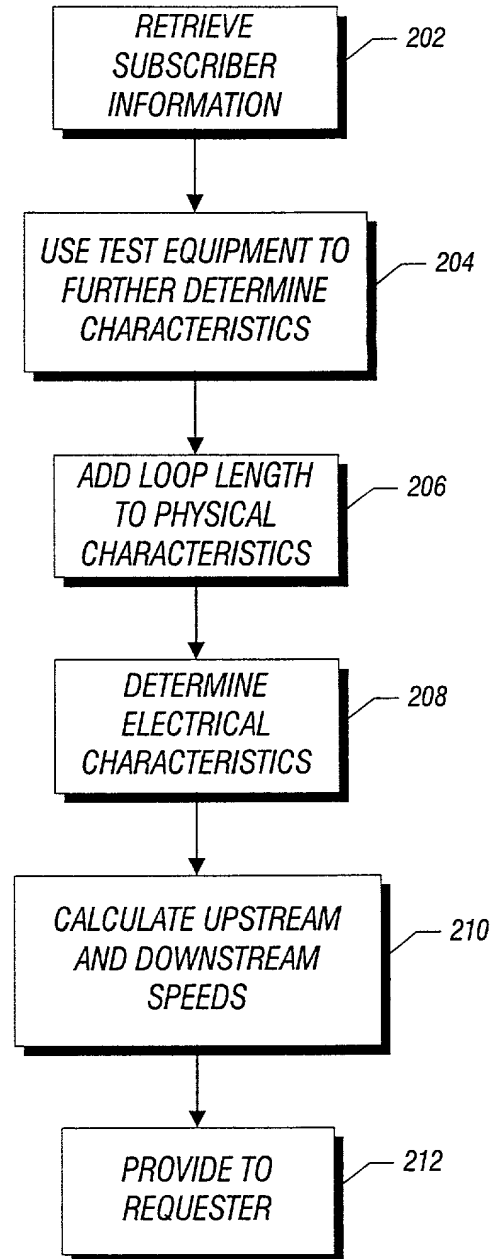 RETRIEVE
SUBSCRIBER
INFORMATION
202
USE TEST EQUIPMENT TO
FURTHER DETERMINE
CHARACTERISTICS
204
ADD LOOP LENGTH
TO PHYSICAL
CHARACTERISTICS
206
DETERMINE
ELECTRICAL
CHARACTERISTICS
208
CALCULATE UPSTREAM
AND DOWNSTREAM
SPEEDS
210
PROVIDE TO
REQUESTER
212